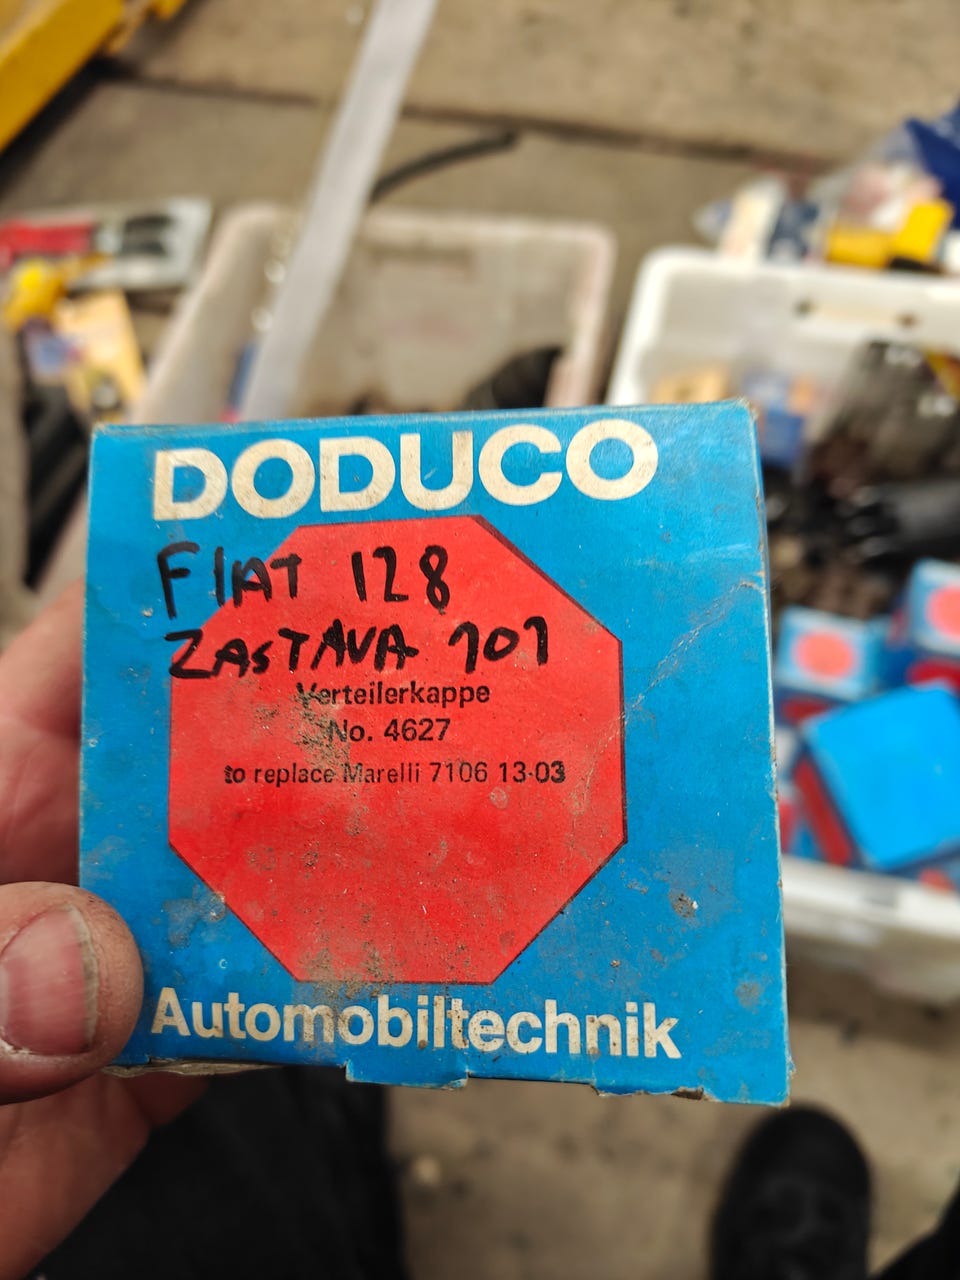 DODUCO
FIAT 128
ZASTAVA 101
Verteilerkappe
No. 4627
to replace Marelli 7106 13-03
Automobiltechnik